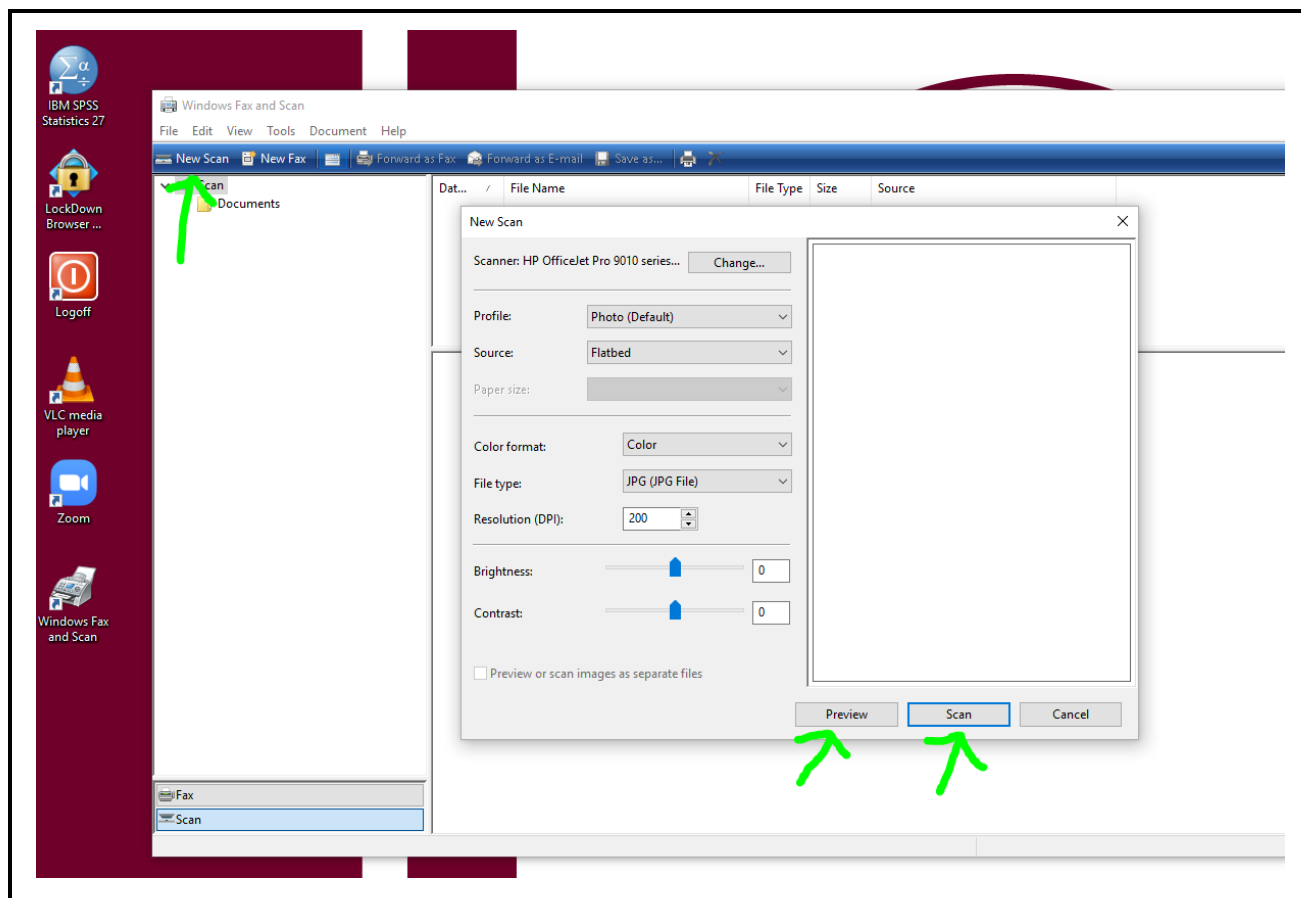 IBM SPSS
Statistics 27
LockDown
Browser ...
Logoff
VLC media
player
Zoom
Windows Fax
and Scan
Windows Fax and Scan
File Edit View Tools Document Help
New Scan New Fax Forward as Fax Forward as E-mail Save as...
Documents
Dat... File Name File Type Size Source
New Scan
Scanner: HP OfficeJet Pro 9010 series... Change...
Profile: Photo (Default)
Source: Flatbed
Paper size:
Color format: Color
File type: JPG (JPG File)
Resolution (DPI): 200
Brightness: 0
Contrast: 0
Preview or scan images as separate files
Preview Scan Cancel
Fax
Scan